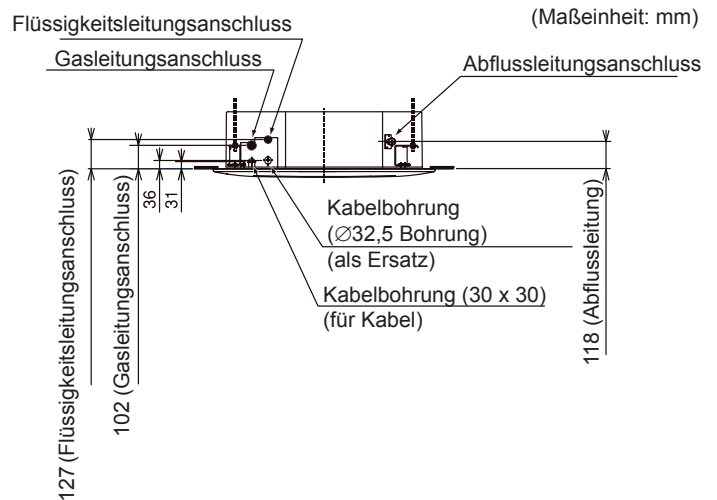 (Maßeinheit: mm)
Flüssigkeitsleitungsanschluss
Gasleitungsanschluss
Abflussleitungsanschluss
127 (Flüssigkeitsleitungsanschluss)
102 (Gasleitungsanschluss)
36
31
Kabelbohrung
(∅32,5 Bohrung)
(als Ersatz)
Kabelbohrung (30 x 30)
(für Kabel)
118 (Abflussleitung)